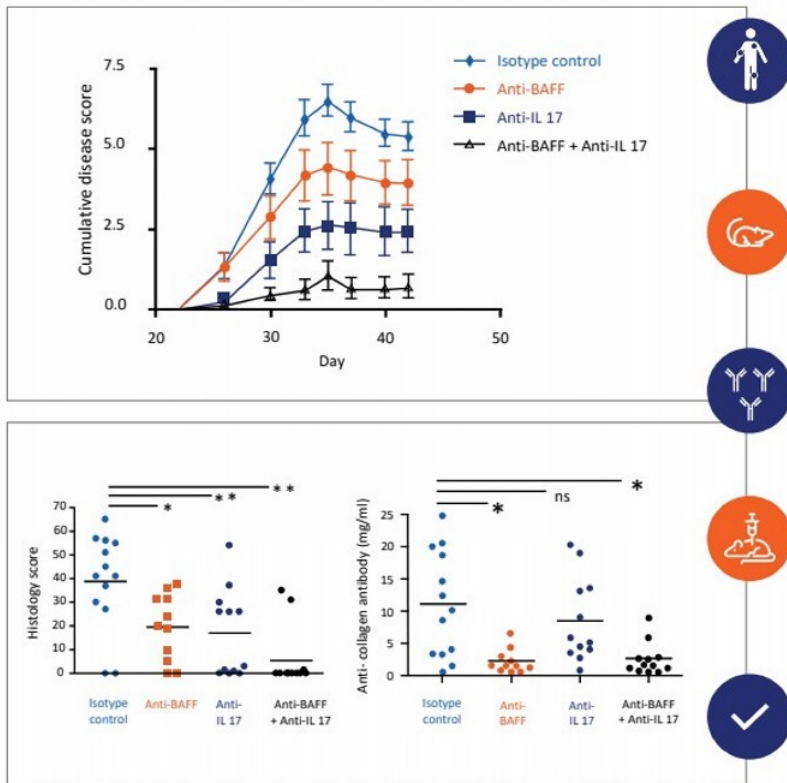 7.5
5.0
2.5
0.0
Cumulative disease score
20
30
40
50
Day
Isotype control
Anti-BAFF
Anti-IL 17
Anti-BAFF + Anti-IL 17
* *
* *
*
70
60
50
40
30
20
10
0
Histology score
Isotype
control
Anti-BAFF
Anti-
IL 17
Anti-BAFF
+ Anti-IL 17
*
ns
*
25
20
15
10
5
0
Anti- collagen antibody (mg/ml)
Isotype
control
Anti-
BAFF
Anti-
IL 17
Anti-BAFF
+ Anti-IL 17